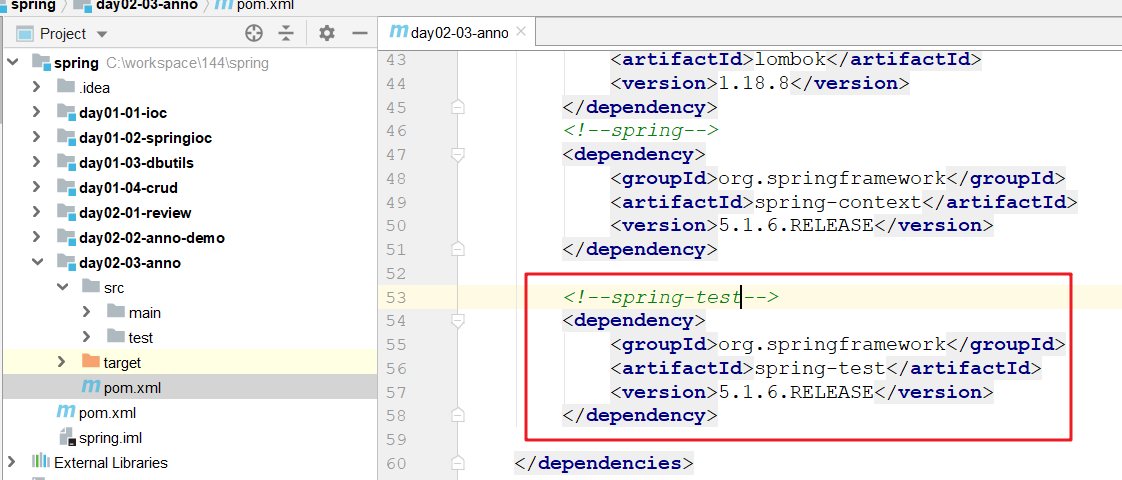 spring day02-03-anno m pom.xml
Project
m day02-03-anno
spring C:\workspace\144\spring
.idea
day01-01-ioc
day01-02-springioc
day01-03-dbutils
day01-04-crud
day02-01-review
day02-02-anno-demo
day02-03-anno
src
main
test
target
m pom.xml
m pom.xml
spring.iml
External Libraries
43 <artifactId>lombok</artifactId>
44 <version>1.18.8</version>
45 </dependency>
46 <!--spring-->
47 <dependency>
48 <groupId>org.springframework</groupId>
49 <artifactId>spring-context</artifactId>
50 <version>5.1.6.RELEASE</version>
51 </dependency>
52
53 <!--spring-test-->
54 <dependency>
55 <groupId>org.springframework</groupId>
56 <artifactId>spring-test</artifactId>
57 <version>5.1.6.RELEASE</version>
58 </dependency>
59
60 </dependencies>